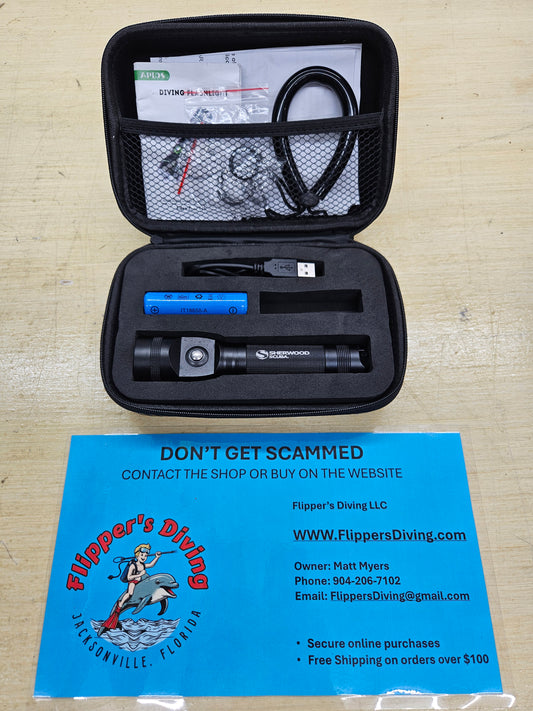 APLOS
DIVING FLASHLIGHT
SHERWOOD
SCUBA
DON'T GET SCAMMED
CONTACT THE SHOP OR BUY ON THE WEBSITE
Flipper's Diving
JACKSONVILLE, FLORIDA
Flipper's Diving LLC
WWW.FlippersDiving.com
Owner: Matt Myers
Phone: 904-206-7102
Email: FlippersDiving@gmail.com
• Secure online purchases
• Free Shipping on orders over $100